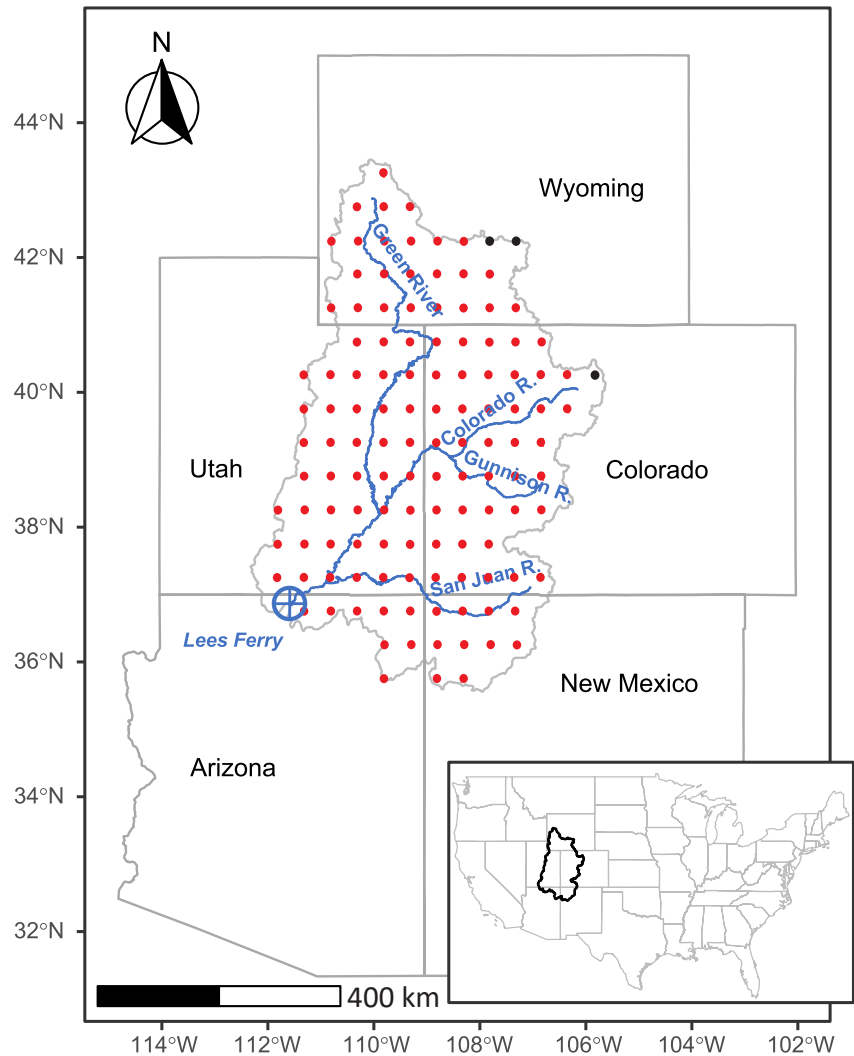 N
44°N
Wyoming
Green River
42°N
40°N
Colorado R.
Utah
Gunnison R.
Colorado
38°N
San Juan R.
Lees Ferry
36°N
New Mexico
Arizona
34°N
32°N
400 km
114°W 112°W 110°W 108°W 106°W 104°W 102°W